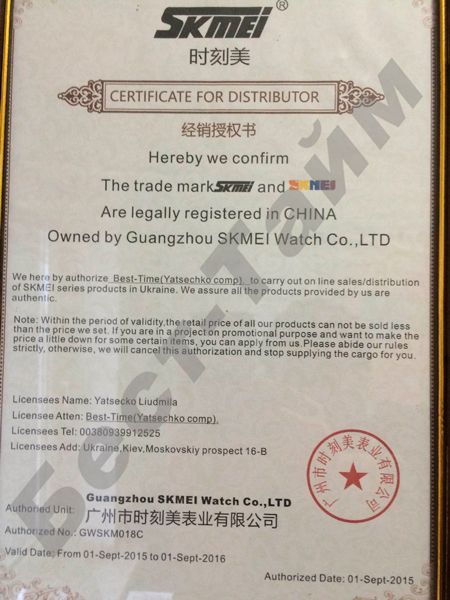 SKMEI®
时刻美
CERTIFICATE FOR DISTRIBUTOR
经销授权书
Hereby we confirm
The trade mark SKMEI and SKMEI
Are legally registered in CHINA
Owned by Guangzhou SKMEI Watch Co.,LTD
We here by authorize Best-Time(Yatsechko comp). to carry out on line sales/distribution
of SKMEI series products in Ukraine. We assure all the products provided by us are
authentic.
Note: Within the period of validity,the retail price of all our products can not be sold less
than the price we set. If you are in a project on promotional purpose and want to make the
price a little down for some certain items, you can apply from us.Please abide our rules
strictly, otherwise, we will cancel this authorization and stop supplying the cargo for you.
Licensees Name: Yatsecko Liudmila
Licensee Atten: Best-Time(Yatsechko comp).
Licensees Tel: 00380939912525
Licensees Add: Ukraine,Kiev,Moskovskiy prospect 16-B
Guangzhou SKMEI Watch Co.,LTD
Authoned Unit: 广州市时刻美表业有限公司
Authorized No.: GWSKM018C
Valid Date: From 01-Sept-2015 to 01-Sept-2016
Authorized Date: 01-Sept-2015
广州市时刻美表业有限公司
Бест-Тайм